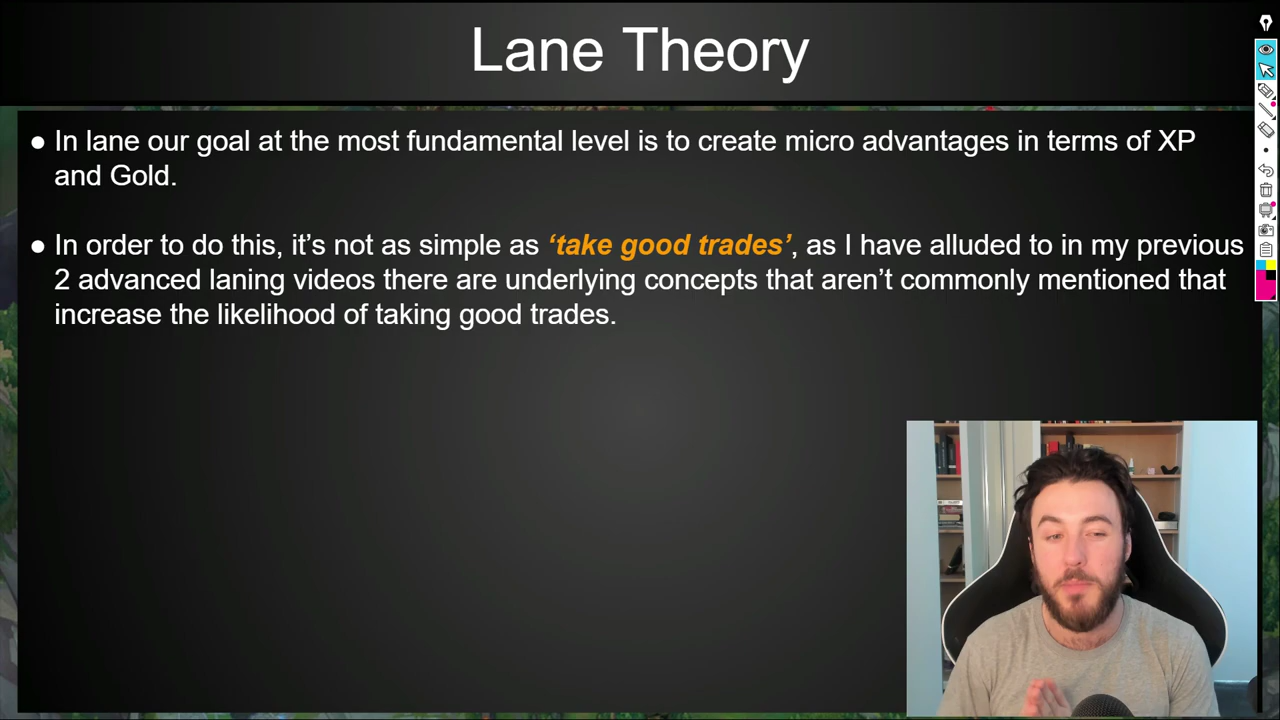 Lane Theory
● In lane our goal at the most fundamental level is to create micro advantages in terms of XP
and Gold.
● In order to do this, it’s not as simple as ‘take good trades’, as I have alluded to in my previous
2 advanced laning videos there are underlying concepts that aren’t commonly mentioned that
increase the likelihood of taking good trades.